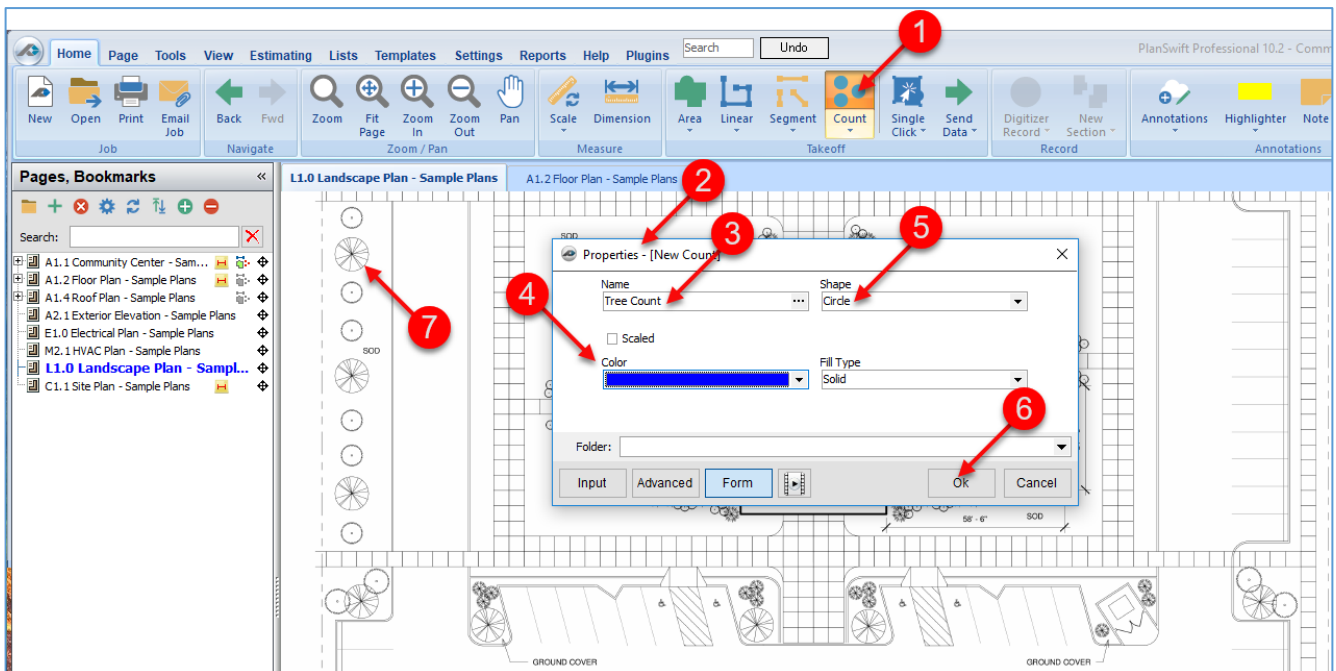 1
Home Page Tools View Estimating Lists Templates Settings Reports Help Plugins Search Undo PlanSwift Professional 10.2 - Comm
New Open Print Email Job Back Fwd Zoom Fit Page Zoom In Zoom Out Pan Scale Dimension Area Linear Segment Count Single Click Send Data Digitizer Record New Section Annotations Highlighter Note
Job Navigate Zoom / Pan Measure Takeoff Record Annotations
Pages, Bookmarks
L1.0 Landscape Plan - Sample Plans A1.2 Floor Plan - Sample Plans
2
Search:
A1.1 Community Center - Sam...
A1.2 Floor Plan - Sample Plans
A1.4 Roof Plan - Sample Plans
A2.1 Exterior Elevation - Sample Plans
E1.0 Electrical Plan - Sample Plans
M2.1 HVAC Plan - Sample Plans
L1.0 Landscape Plan - Sampl...
C1.1 Site Plan - Sample Plans
7
SOD
SOD
3
5
Properties - [New Count]
4
Name Shape
Tree Count ... Circle
Scaled
Color Fill Type
Solid
6
Folder:
Input Advanced Form Ok Cancel
58' - 6" SOD
GROUND COVER GROUND COVER